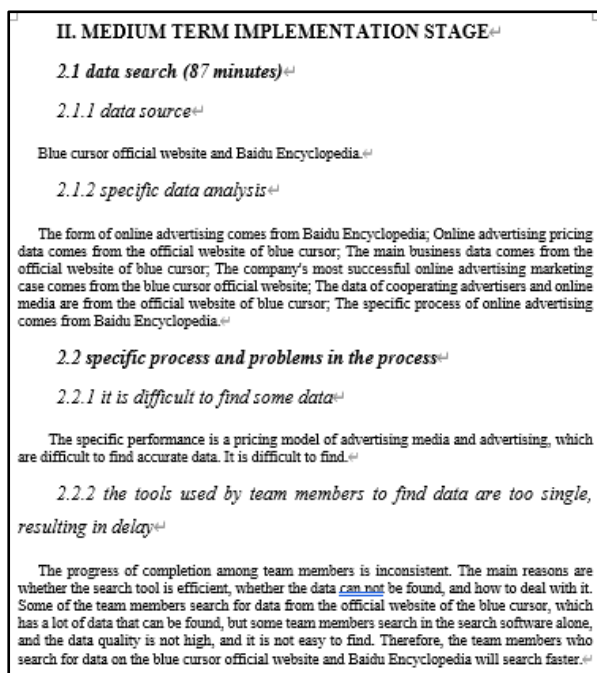 II. MEDIUM TERM IMPLEMENTATION STAGE
2.1 data search (87 minutes)
2.1.1 data source
Blue cursor official website and Baidu Encyclopedia.
2.1.2 specific data analysis
The form of online advertising comes from Baidu Encyclopedia; Online advertising pricing
data comes from the official website of blue cursor; The main business data comes from the
official website of blue cursor; The company's most successful online advertising marketing
case comes from the blue cursor official website; The data of cooperating advertisers and online
media are from the official website of blue cursor; The specific process of online advertising
comes from Baidu Encyclopedia.
2.2 specific process and problems in the process
2.2.1 it is difficult to find some data
The specific performance is a pricing model of advertising media and advertising, which
are difficult to find accurate data. It is difficult to find.
2.2.2 the tools used by team members to find data are too single,
resulting in delay
The progress of completion among team members is inconsistent. The main reasons are
whether the search tool is efficient, whether the data can not be found, and how to deal with it.
Some of the team members search for data from the official website of the blue cursor, which
has a lot of data that can be found, but some team members search in the search software alone,
and the data quality is not high, and it is not easy to find. Therefore, the team members who
search for data on the blue cursor official website and Baidu Encyclopedia will search faster.